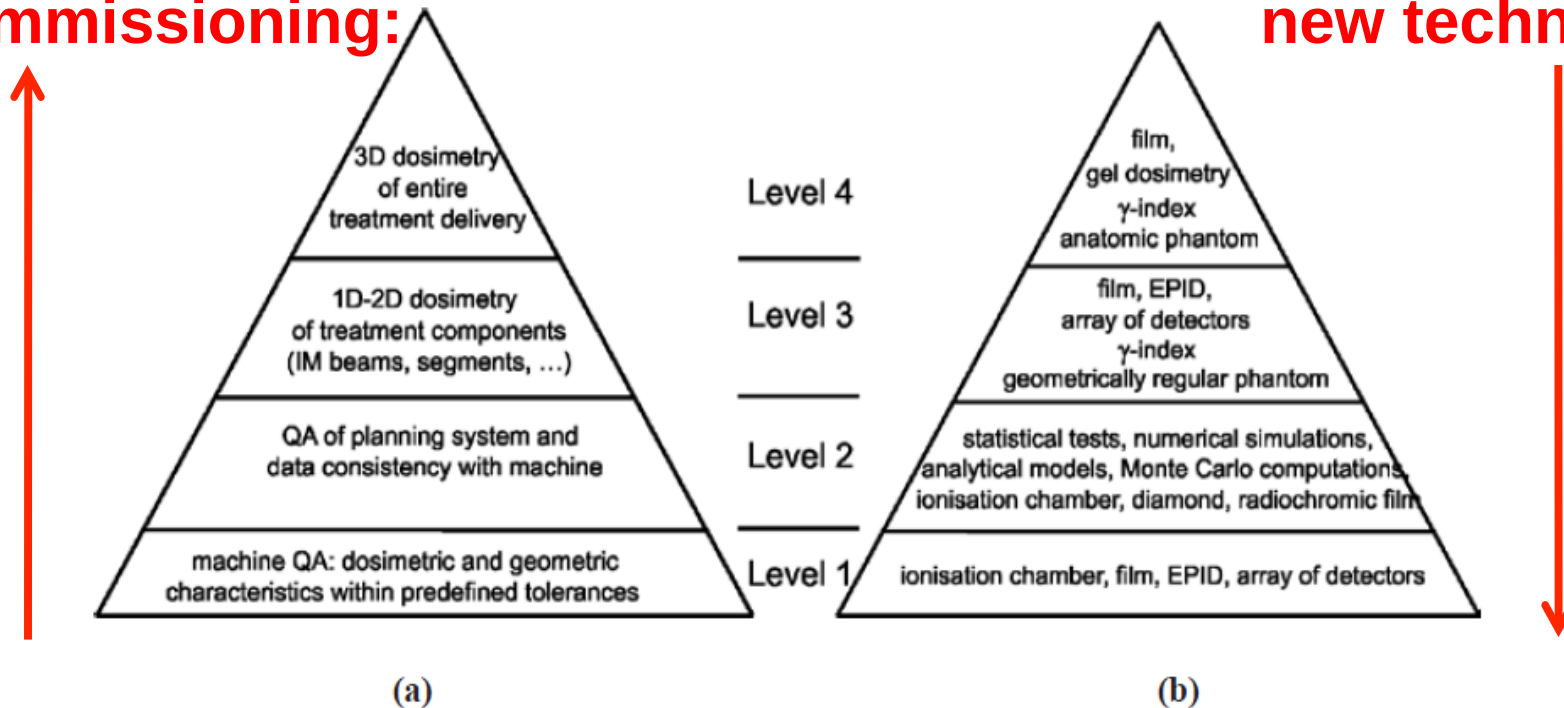 mmissioning:
new techn
3D dosimetry
of entire
treatment delivery
1D-2D dosimetry
of treatment components
(IM beams, segments, ...)
QA of planning system and
data consistency with machine
machine QA: dosimetric and geometric
characteristics within predefined tolerances
Level 4
Level 3
Level 2
Level 1
film,
gel dosimetry
γ-index
anatomic phantom
film, EPID,
array of detectors
γ-index
geometrically regular phantom
statistical tests, numerical simulations,
analytical models, Monte Carlo computations,
ionisation chamber, diamond, radiochromic film
ionisation chamber, film, EPID, array of detectors
(a)
(b)